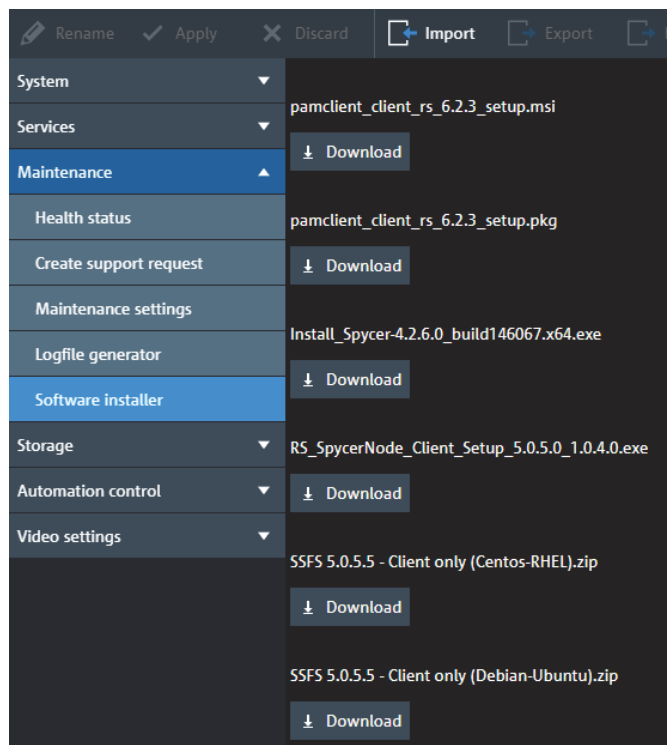 Rename Apply Discard Import Export
System
Services
Maintenance
Health status
Create support request
Maintenance settings
Logfile generator
Software installer
Storage
Automation control
Video settings
pamclient_client_rs_6.2.3_setup.msi
Download
pamclient_client_rs_6.2.3_setup.pkg
Download
Install_Spycer-4.2.6.0_build146067.x64.exe
Download
RS_SpycerNode_Client_Setup_5.0.5.0_1.0.4.0.exe
Download
SSFS 5.0.5.5 - Client only (Centos-RHEL).zip
Download
SSFS 5.0.5.5 - Client only (Debian-Ubuntu).zip
Download